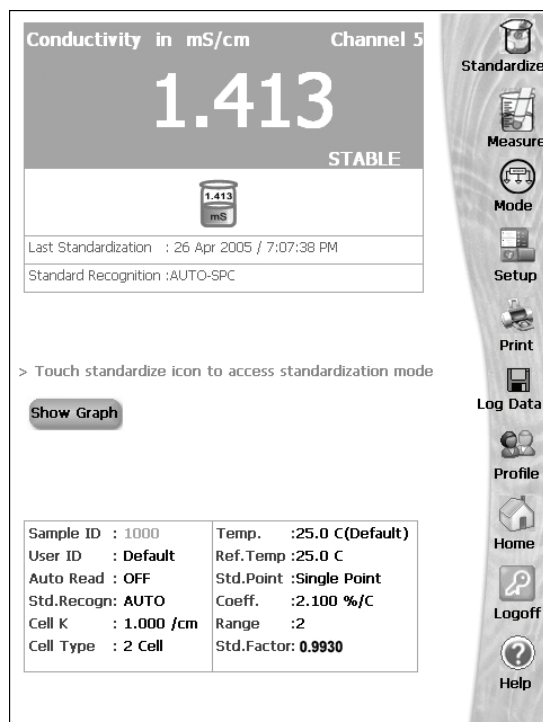 Conductivity in mS/cm Channel 5
1.413
STABLE
1.413
mS
Last Standardization : 26 Apr 2005 / 7:07:38 PM
Standard Recognition :AUTO-SPC
> Touch standardize icon to access standardization mode
Show Graph
Sample ID : 1000 Temp. :25.0 C(Default)
User ID : Default Ref.Temp :25.0 C
Auto Read : OFF Std.Point :Single Point
Std.Recogn: AUTO Coeff. :2.100 %/C
Cell K : 1.000 /cm Range :2
Cell Type : 2 Cell Std.Factor: 0.9930
Standardize
Measure
Mode
Setup
Print
Log Data
Profile
Home
Logoff
Help